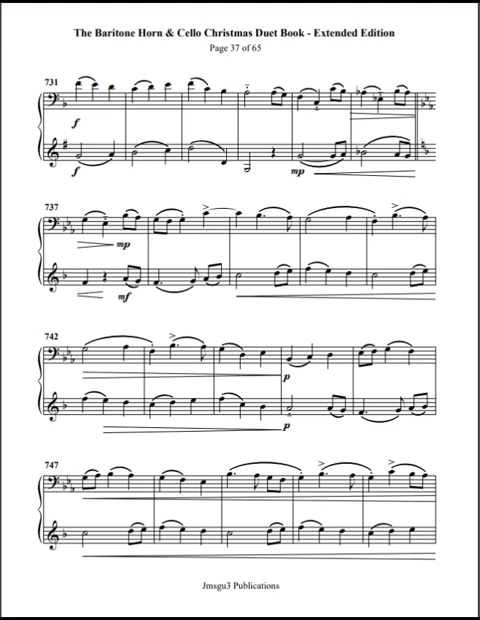 The Baritone Horn & Cello Christmas Duet Book - Extended Edition
Page 37 of 65
731
f
f
mp
737
mp
mf
742
p
p
747
Jmsgu3 Publications